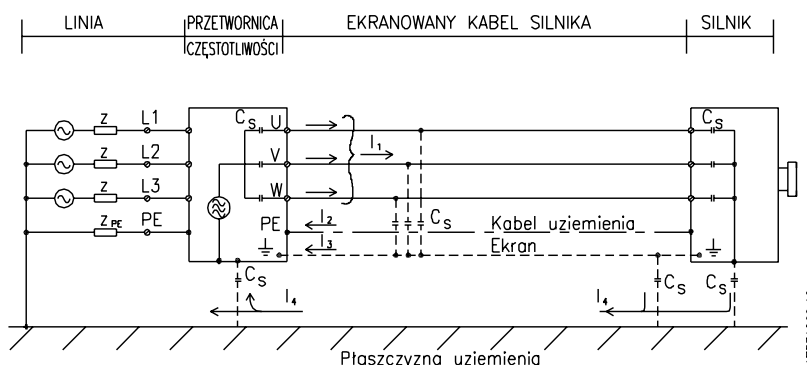 LINIA
PRZETWORNICA
CZĘSTOTLIWOŚCI
EKRANOWANY KABEL SILNIKA
SILNIK
Z L1
Z L2
Z L3
Z PE PE
CS U
V
W
PE
I1
I2
I3
CS
Kabel uziemienia
Ekran
CS
CS
I4
I4
CS
CS
Płaszczyzna uziemienia